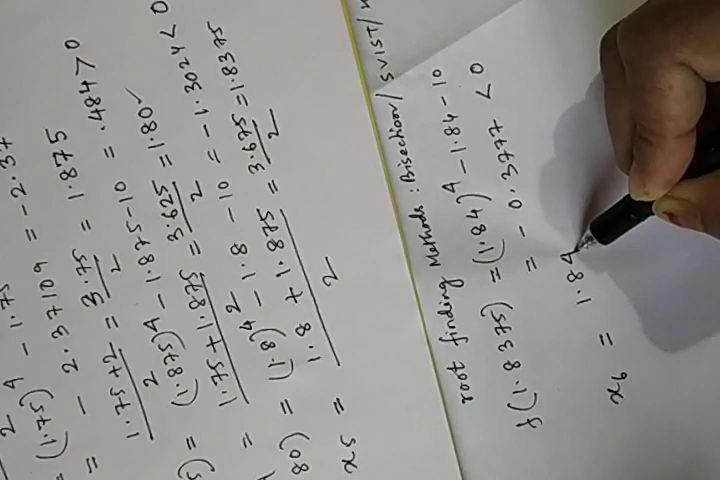 (1.75)^4 - 1.75
= - 2.37109 = -2.37
1.75+2/2 = 3.75/2 = 1.875
5) = (1.875)^4 - 1.875 - 10 = .484 > 0
= 1.75 + 1.875/2 = 3.625/2 = 1.80 ✓
80) = (1.8)^4 - 1.8 - 10 = - 1.3024 < 0
x5 = 1.8 + 1.875/2 = 3.675/2 = 1.8375
root finding Methods : Bisection/ SVIST/
f(1.8375) = (1.84)^4 - 1.84 - 10
= - 0.3777 < 0
x6 = 1.84